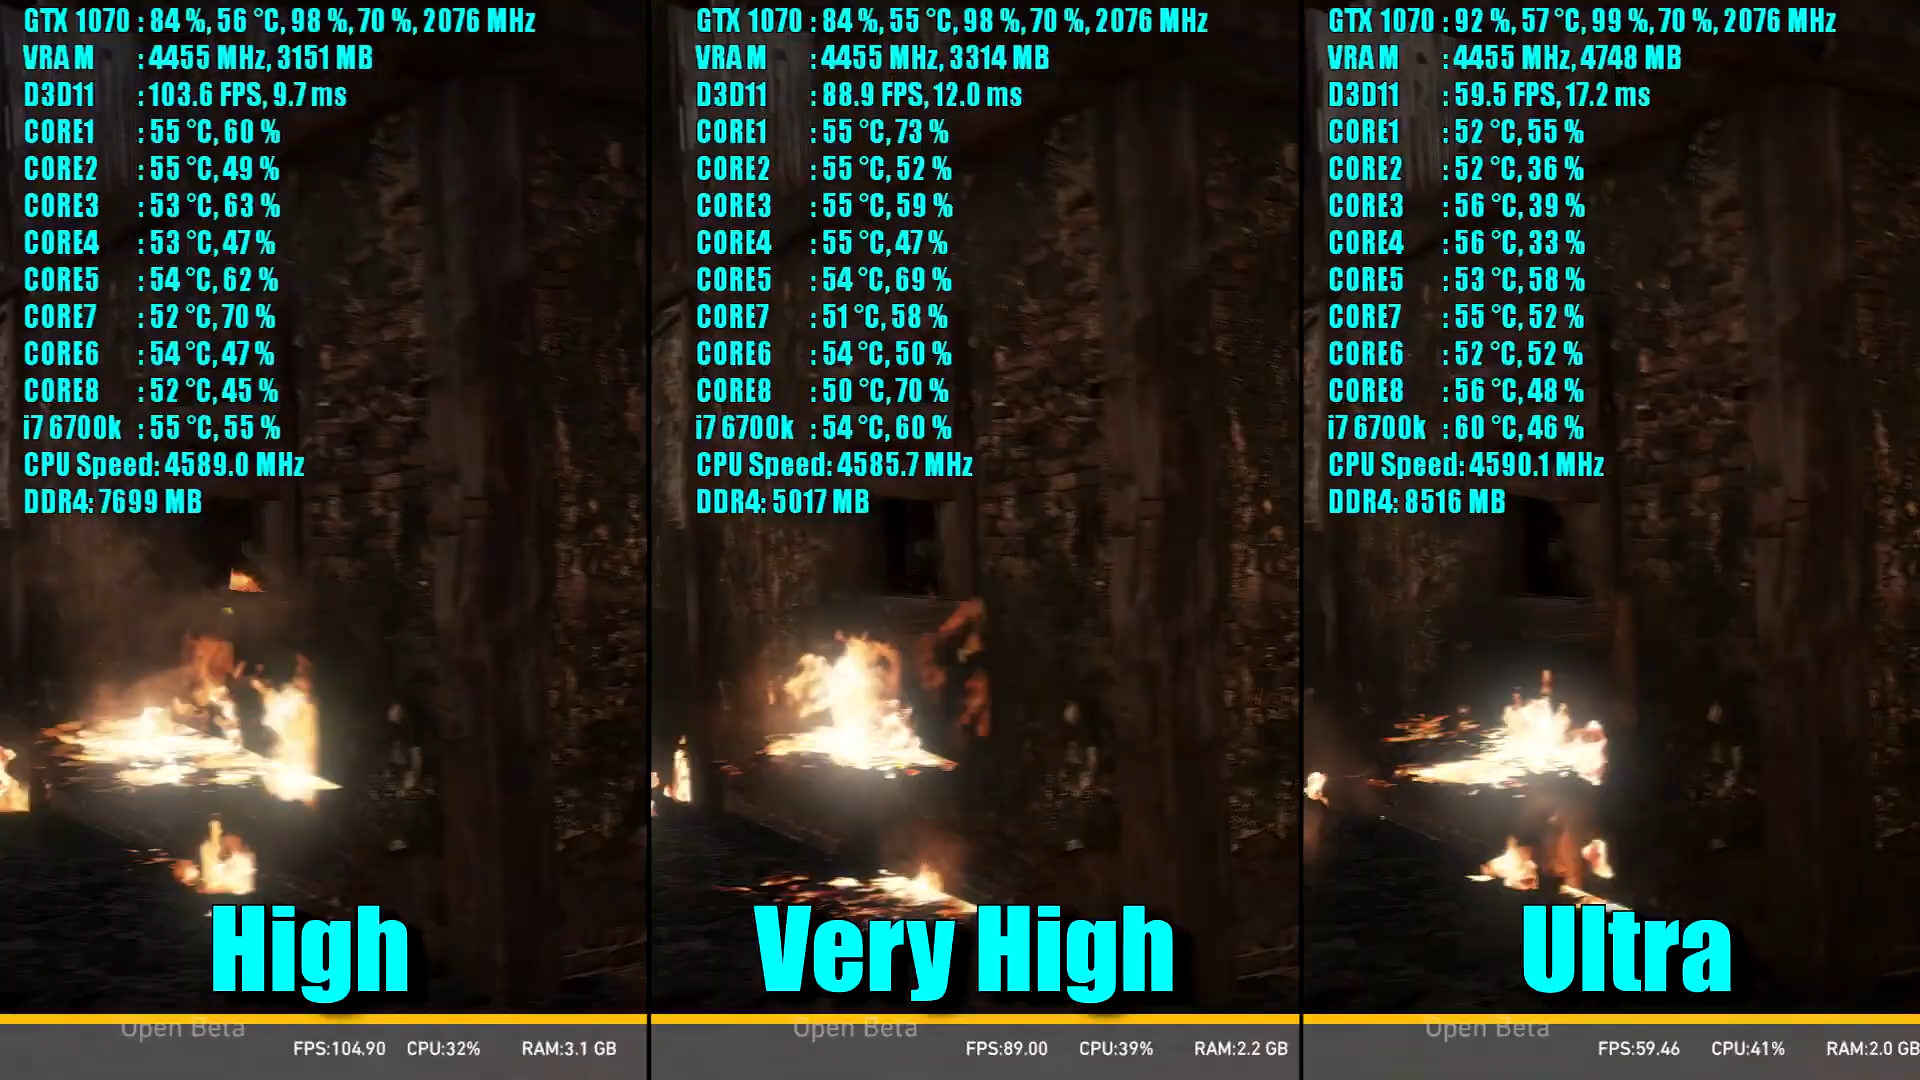 GTX 1070 : 84 %, 56 °C, 98 %, 70 %, 2076 MHz
VRAM : 4455 MHz, 3151 MB
D3D11 : 103.6 FPS, 9.7 ms
CORE1 : 55 °C, 60 %
CORE2 : 55 °C, 49 %
CORE3 : 53 °C, 63 %
CORE4 : 53 °C, 47 %
CORE5 : 54 °C, 62 %
CORE7 : 52 °C, 70 %
CORE6 : 54 °C, 47 %
CORE8 : 52 °C, 45 %
i7 6700k : 55 °C, 55 %
CPU Speed: 4589.0 MHz
DDR4: 7699 MB
High
Open Beta
FPS:104.90 CPU:32% RAM:3.1 GB
GTX 1070 : 84 %, 55 °C, 98 %, 70 %, 2076 MHz
VRAM : 4455 MHz, 3314 MB
D3D11 : 88.9 FPS, 12.0 ms
CORE1 : 55 °C, 73 %
CORE2 : 55 °C, 52 %
CORE3 : 55 °C, 59 %
CORE4 : 55 °C, 47 %
CORE5 : 54 °C, 69 %
CORE7 : 51 °C, 58 %
CORE6 : 54 °C, 50 %
CORE8 : 50 °C, 70 %
i7 6700k : 54 °C, 60 %
CPU Speed: 4585.7 MHz
DDR4: 5017 MB
Very High
Open Beta
FPS:89.00 CPU:39% RAM:2.2 GB
GTX 1070 : 92 %, 57 °C, 99 %, 70 %, 2076 MHz
VRAM : 4455 MHz, 4748 MB
D3D11 : 59.5 FPS, 17.2 ms
CORE1 : 52 °C, 55 %
CORE2 : 52 °C, 36 %
CORE3 : 56 °C, 39 %
CORE4 : 56 °C, 33 %
CORE5 : 53 °C, 58 %
CORE7 : 55 °C, 52 %
CORE6 : 52 °C, 52 %
CORE8 : 56 °C, 48 %
i7 6700k : 60 °C, 46 %
CPU Speed: 4590.1 MHz
DDR4: 8516 MB
Ultra
Open Beta
FPS:59.46 CPU:41% RAM:2.0 GB